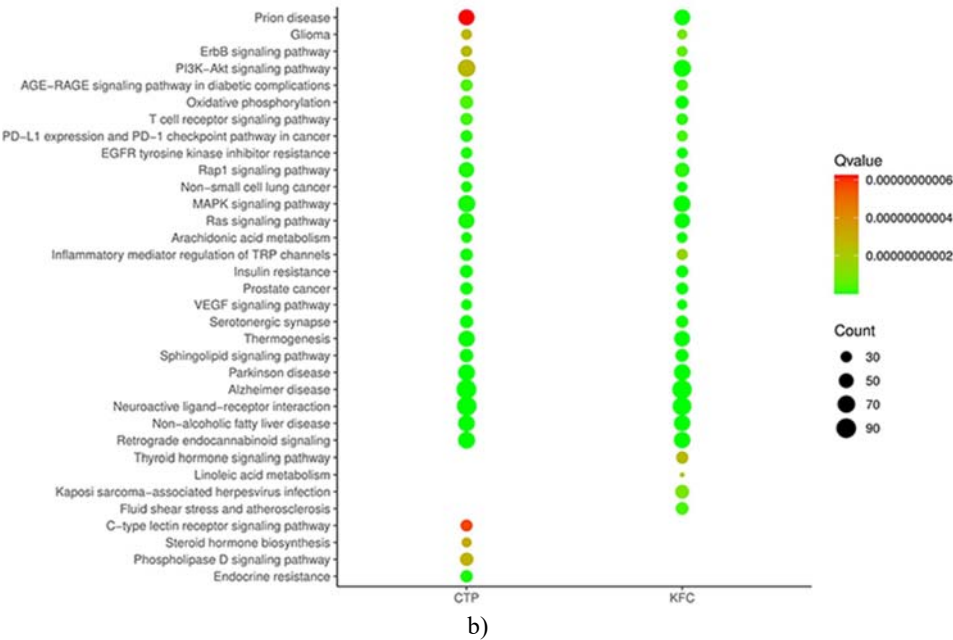 Prion disease
Glioma
ErbB signaling pathway
PI3K−Akt signaling pathway
AGE−RAGE signaling pathway in diabetic complications
Oxidative phosphorylation
T cell receptor signaling pathway
PD−L1 expression and PD−1 checkpoint pathway in cancer
EGFR tyrosine kinase inhibitor resistance
Rap1 signaling pathway
Non−small cell lung cancer
MAPK signaling pathway
Ras signaling pathway
Arachidonic acid metabolism
Inflammatory mediator regulation of TRP channels
Insulin resistance
Prostate cancer
VEGF signaling pathway
Serotonergic synapse
Thermogenesis
Sphingolipid signaling pathway
Parkinson disease
Alzheimer disease
Neuroactive ligand−receptor interaction
Non−alcoholic fatty liver disease
Retrograde endocannabinoid signaling
Thyroid hormone signaling pathway
Linoleic acid metabolism
Kaposi sarcoma−associated herpesvirus infection
Fluid shear stress and atherosclerosis
C−type lectin receptor signaling pathway
Steroid hormone biosynthesis
Phospholipase D signaling pathway
Endocrine resistance
CTP KFC
Qvalue
0.00000000006
0.00000000004
0.00000000002
Count
30
50
70
90
b)